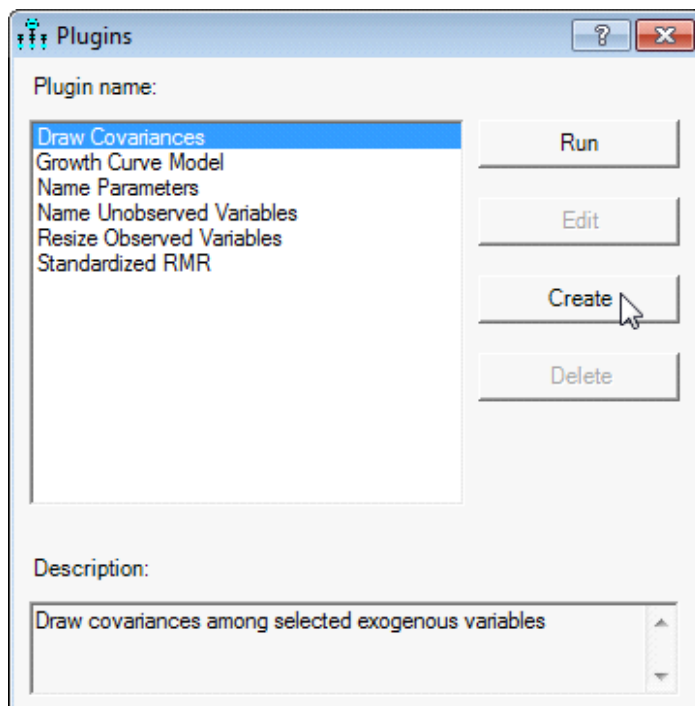 Plugins
Plugin name:
Draw Covariances
Growth Curve Model
Name Parameters
Name Unobserved Variables
Resize Observed Variables
Standardized RMR
Run
Edit
Create
Delete
Description:
Draw covariances among selected exogenous variables